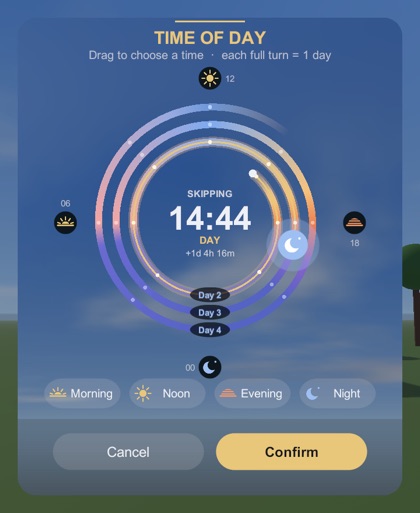 TIME OF DAY
Drag to choose a time · each full turn = 1 day
12
06
SKIPPING
14:44
DAY
+1d 4h 16m
18
Day 2
Day 3
Day 4
00
Morning
Noon
Evening
Night
Cancel
Confirm